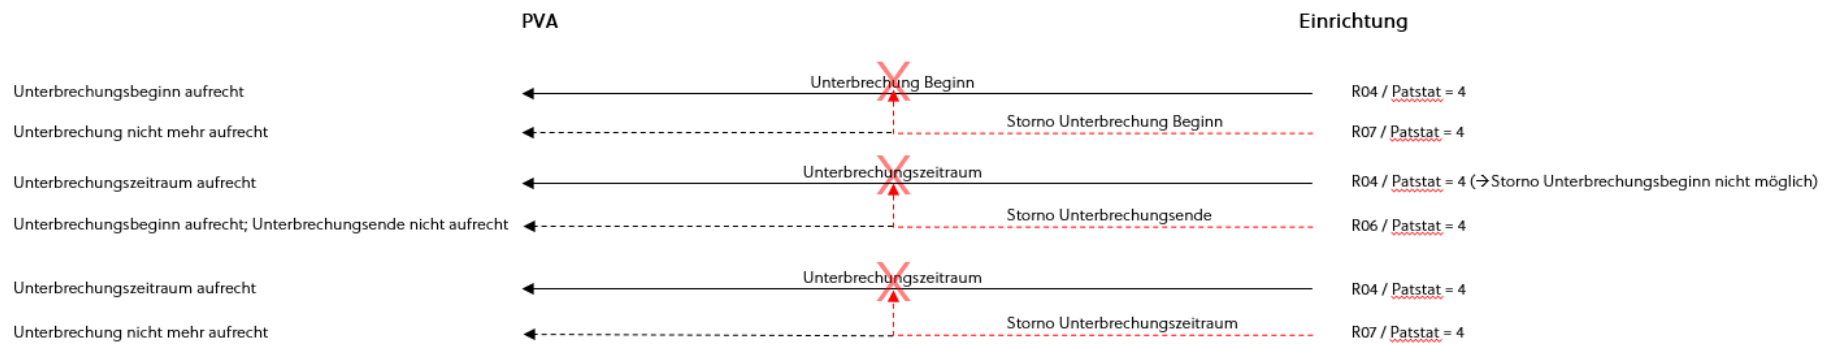 PVA Einrichtung
Unterbrechungsbeginn aufrecht Unterbrechung Beginn R04 / Patstat = 4
Unterbrechung nicht mehr aufrecht Storno Unterbrechung Beginn R07 / Patstat = 4
Unterbrechungszeitraum aufrecht Unterbrechungszeitraum R04 / Patstat = 4 (→Storno Unterbrechungsbeginn nicht möglich)
Unterbrechungsbeginn aufrecht; Unterbrechungsende nicht aufrecht Storno Unterbrechungsende R06 / Patstat = 4
Unterbrechungszeitraum aufrecht Unterbrechungszeitraum R04 / Patstat = 4
Unterbrechung nicht mehr aufrecht Storno Unterbrechungszeitraum R07 / Patstat = 4